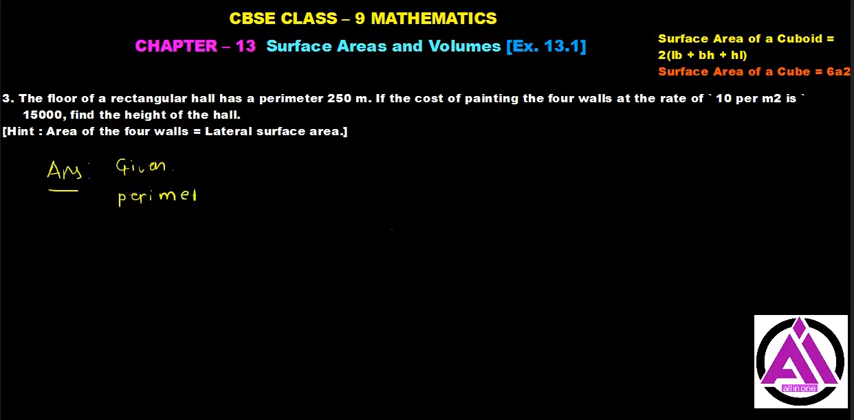 CBSE CLASS – 9 MATHEMATICS
CHAPTER – 13 Surface Areas and Volumes [Ex. 13.1]
Surface Area of a Cuboid =
2(lb + bh + hl)
Surface Area of a Cube = 6a2
3. The floor of a rectangular hall has a perimeter 250 m. If the cost of painting the four walls at the rate of ` 10 per m2 is `
15000, find the height of the hall.
[Hint : Area of the four walls = Lateral surface area.]
Ans: Given.
perimet
all in one